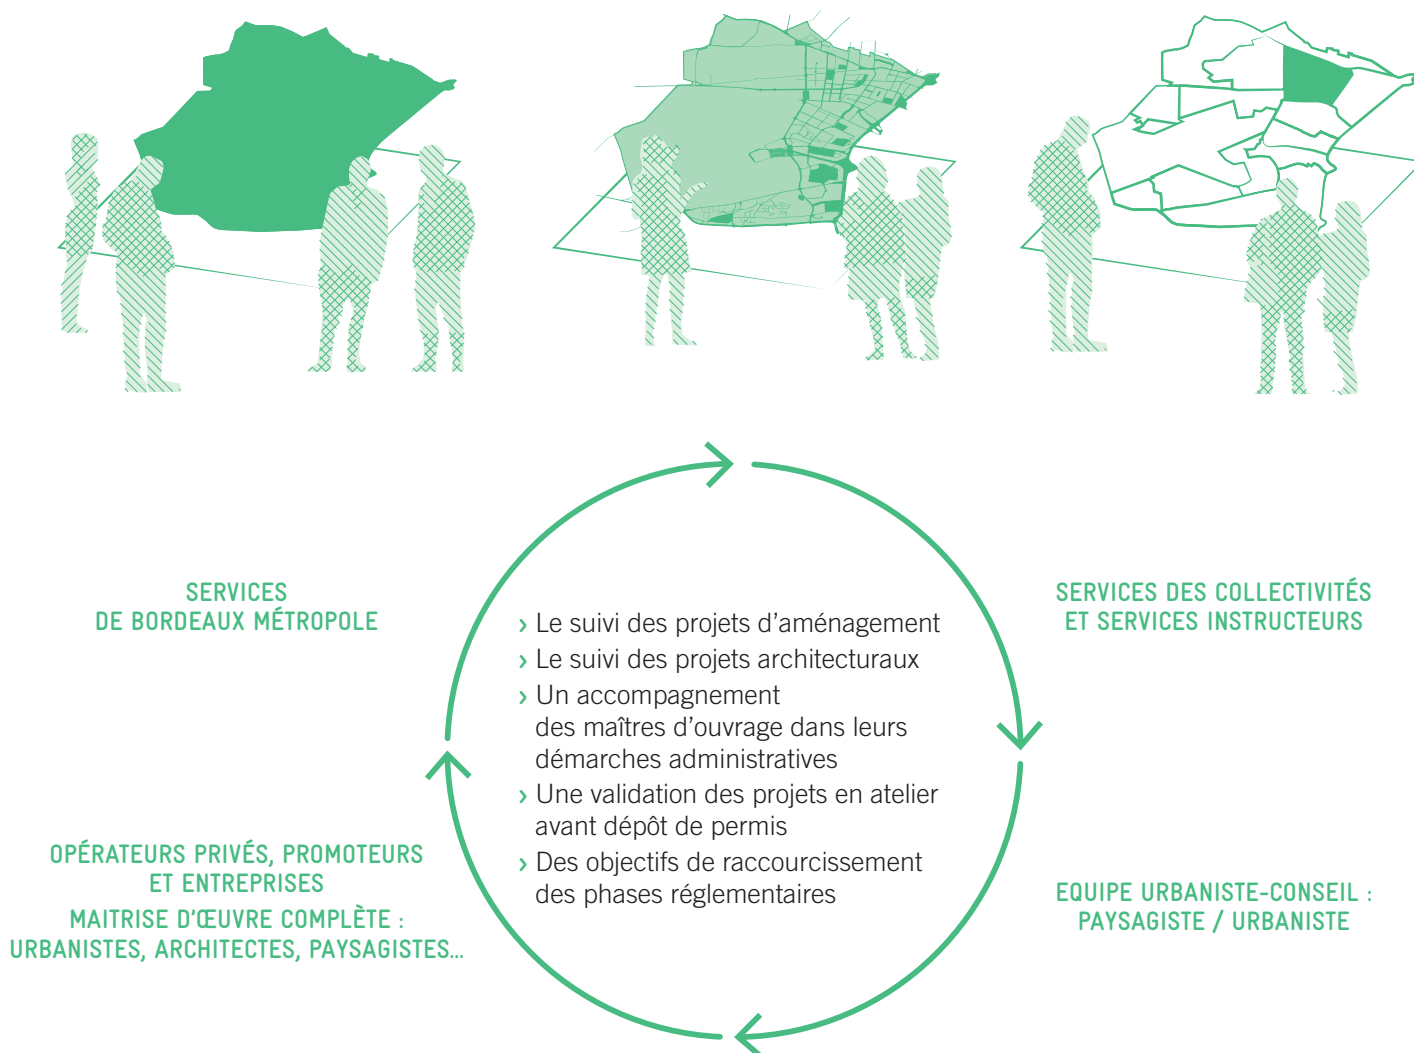 SERVICES
DE BORDEAUX MÉTROPOLE
SERVICES DES COLLECTIVITÉS
ET SERVICES INSTRUCTEURS
› Le suivi des projets d’aménagement
› Le suivi des projets architecturaux
› Un accompagnement
des maîtres d’ouvrage dans leurs
démarches administratives
› Une validation des projets en atelier
avant dépôt de permis
› Des objectifs de raccourcissement
des phases réglementaires
OPÉRATEURS PRIVÉS, PROMOTEURS
ET ENTREPRISES
MAITRISE D’ŒUVRE COMPLÈTE :
URBANISTES, ARCHITECTES, PAYSAGISTES…
EQUIPE URBANISTE-CONSEIL :
PAYSAGISTE / URBANISTE